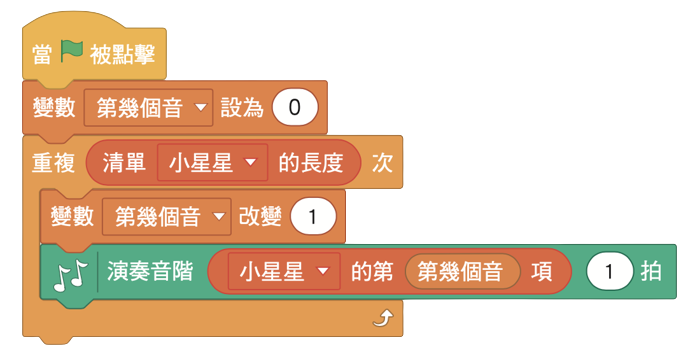 當 被點擊
變數 第幾個音 設為 0
重複 清單 小星星 的長度 次
變數 第幾個音 改變 1
演奏音階 小星星 的第 第幾個音 項 1 拍